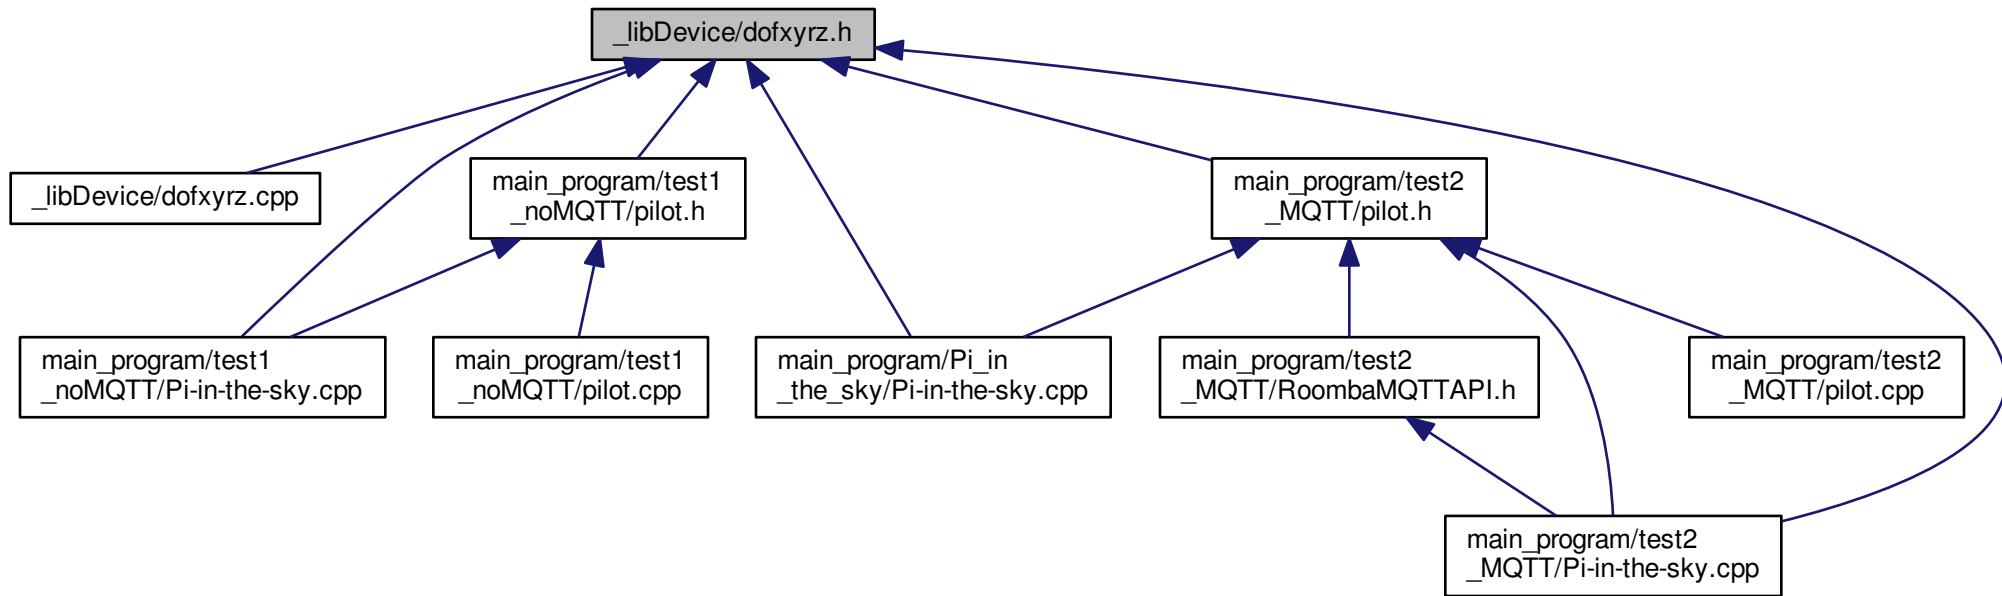 _libDevice/dofxyrz.h
_libDevice/dofxyrz.cpp
main_program/test1
_noMQTT/pilot.h
main_program/test2
_MQTT/pilot.h
main_program/test1
_noMQTT/Pi-in-the-sky.cpp
main_program/test1
_noMQTT/pilot.cpp
main_program/Pi_in
_the_sky/Pi-in-the-sky.cpp
main_program/test2
_MQTT/RoombaMQTTAPI.h
main_program/test2
_MQTT/pilot.cpp
main_program/test2
_MQTT/Pi-in-the-sky.cpp